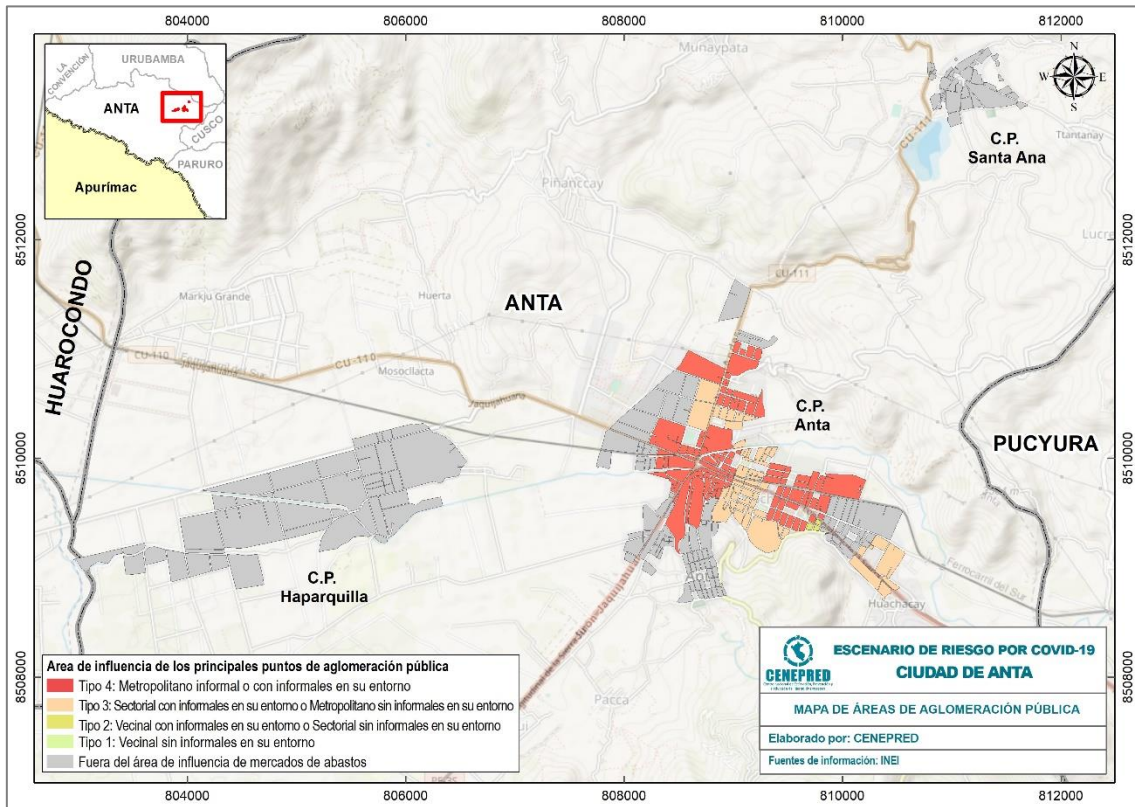 804000
806000
808000
810000
812000
LA CONVENCIÓN
URUBAMBA
ANTA
CUSCO
PARURO
Apurímac
N
W
E
S
Munaypata
CU-111
C.P.
Santa Ana
Ttantanay
Piñanccay
8512000
8512000
Lucre
CU-111
HUAROCONDO
Markju Grande
Huerta
ANTA
CU-110
CU-110
Ferrocarril del Sur
Jaquijahuana
Mosocllacta
Jaquijahuana
C.P.
Anta
PUCYURA
8510000
8510000
C.P.
Haparquilla
Ferrocarril del Sur
Huachacay
Pacca
8508000
8508000
Area de influencia de los principales puntos de aglomeración pública
Tipo 4: Metropolitano informal o con informales en su entorno
Tipo 3: Sectorial con informales en su entorno o Metropolitano sin informales en su entorno
Tipo 2: Vecinal con informales en su entorno o Sectorial sin informales en su entorno
Tipo 1: Vecinal sin informales en su entorno
Fuera del área de influencia de mercados de abastos
CENEPRED
ESCENARIO DE RIESGO POR COVID-19
CIUDAD DE ANTA
MAPA DE ÁREAS DE AGLOMERACIÓN PÚBLICA
Elaborado por: CENEPRED
Fuentes de información: INEI
804000
806000
808000
810000
812000